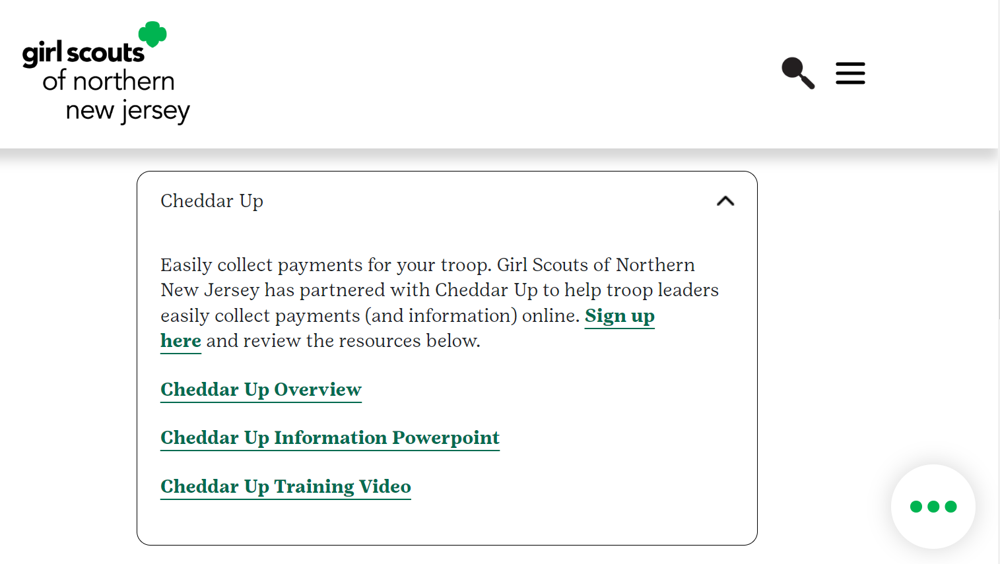 girl scouts
of northern
new jersey
Cheddar Up
Easily collect payments for your troop. Girl Scouts of Northern
New Jersey has partnered with Cheddar Up to help troop leaders
easily collect payments (and information) online. Sign up
here and review the resources below.
Cheddar Up Overview
Cheddar Up Information Powerpoint
Cheddar Up Training Video